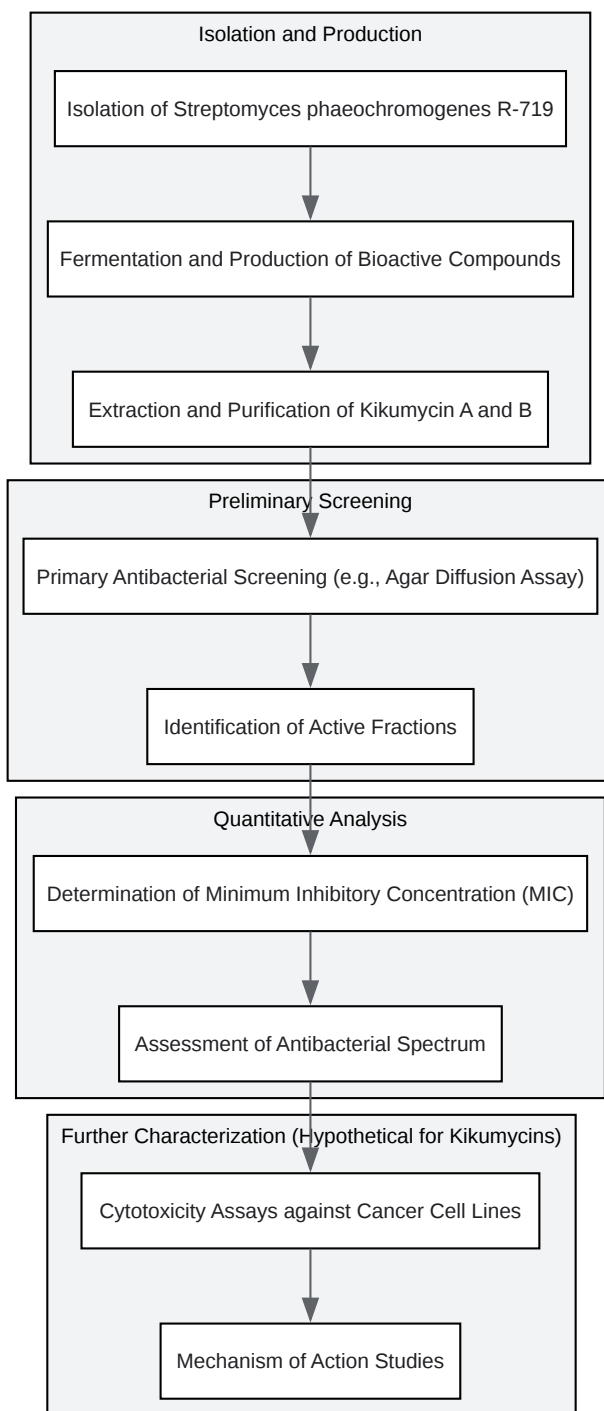 Isolation and Production
Isolation of Streptomyces phaeochromogenes R-719
Fermentation and Production of Bioactive Compounds
Extraction and Purification of Kikumycin A and B
Preliminary Screening
Primary Antibacterial Screening (e.g., Agar Diffusion Assay)
Identification of Active Fractions
Quantitative Analysis
Determination of Minimum Inhibitory Concentration (MIC)
Assessment of Antibacterial Spectrum
Further Characterization (Hypothetical for Kikumycins)
Cytotoxicity Assays against Cancer Cell Lines
Mechanism of Action Studies